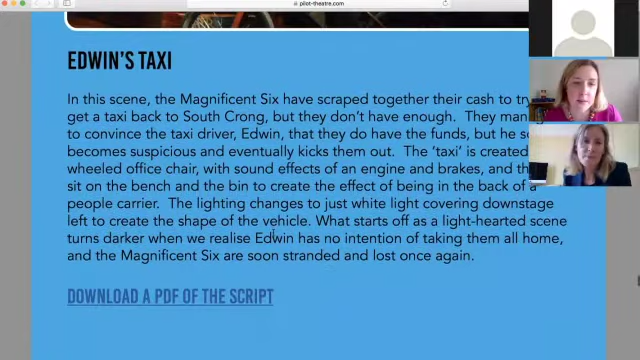 pilot-theatre.com
EDWIN'S TAXI
In this scene, the Magnificent Six have scraped together their cash to try
get a taxi back to South Crong, but they don't have enough. They
to convince the taxi driver, Edwin, that they do have the funds, but he
becomes suspicious and eventually kicks them out. The 'taxi' is created
wheeled office chair, with sound effects of an engine and brakes, and
sit on the bench and the bin to create the effect of being in the back of a
people carrier. The lighting changes to just white light covering downstage
left to create the shape of the vehicle. What starts off as a light-hearted scene
turns darker when we realise Edwin has no intention of taking them all home,
and the Magnificent Six are soon stranded and lost once again.
DOWNLOAD A PDF OF THE SCRIPT